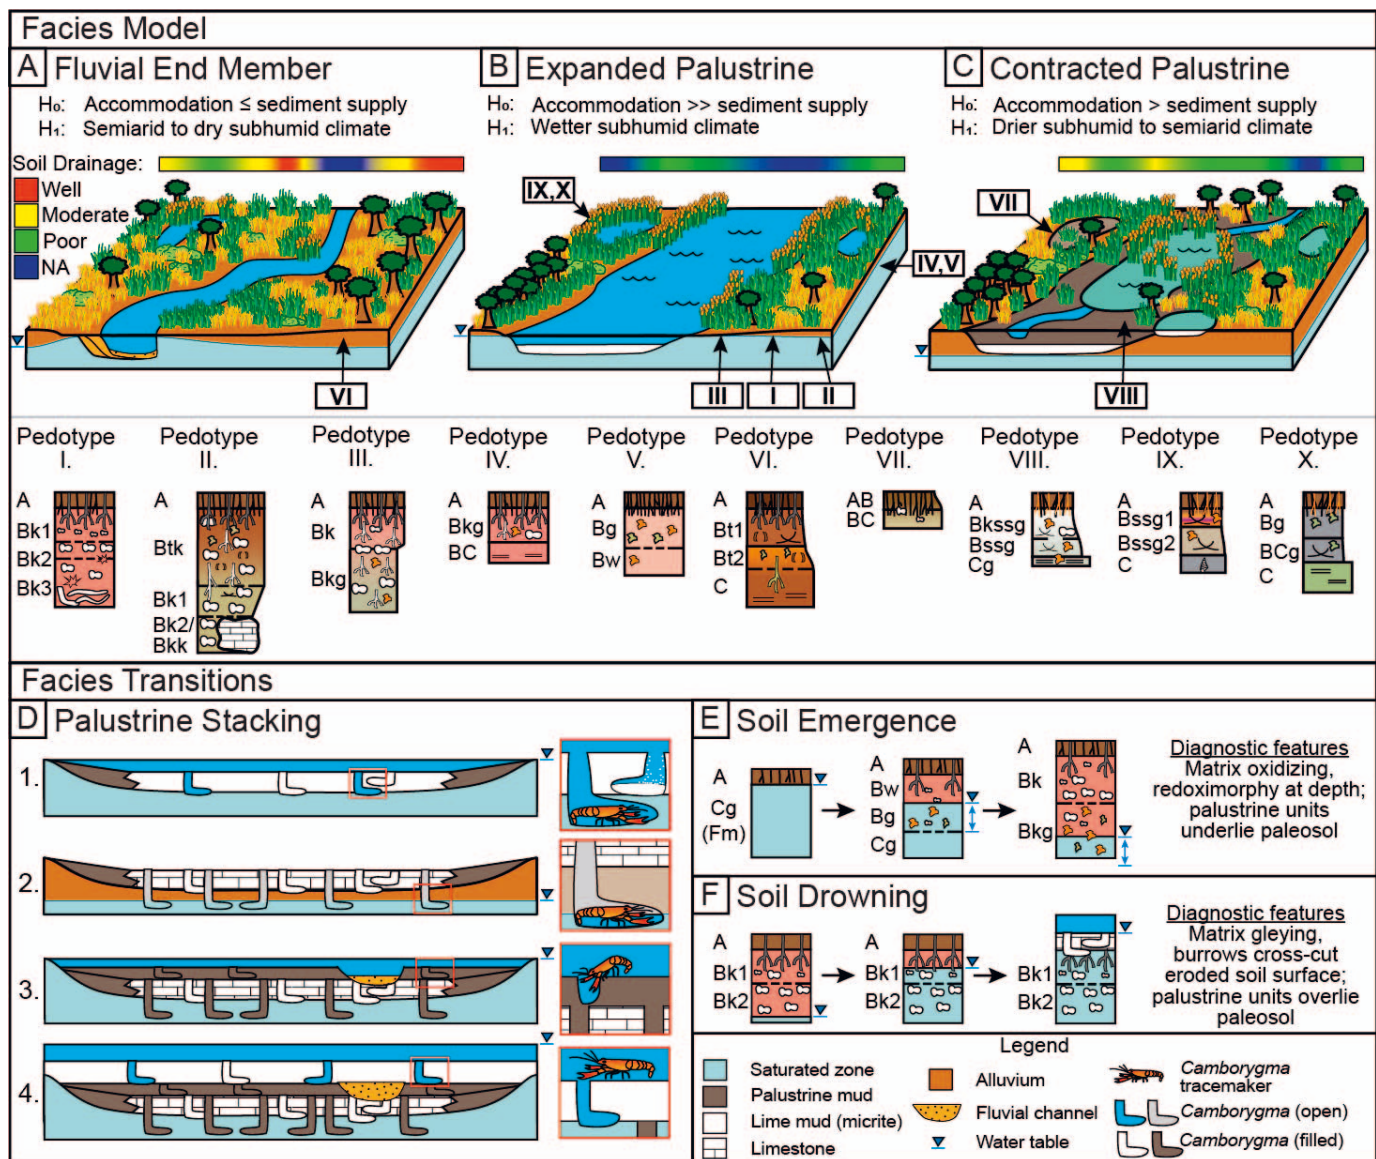 Facies Model
A Fluvial End Member
H₀: Accommodation ≤ sediment supply
H₁: Semiarid to dry subhumid climate
B Expanded Palustrine
H₀: Accommodation >> sediment supply
H₁: Wetter subhumid climate
C Contracted Palustrine
H₀: Accommodation > sediment supply
H₁: Drier subhumid to semiarid climate
Soil Drainage:
Well
Moderate
Poor
NA
VI
IX,X
IV,V
III
I
II
VII
VIII
Pedotype
I.
A
Bk1
Bk2
Bk3
Pedotype
II.
A
Btk
Bk1
Bk2/
Bkk
Pedotype
III.
A
Bk
Bkg
Pedotype
IV.
A
Bkg
BC
Pedotype
V.
A
Bg
Bw
Pedotype
VI.
A
Bt1
Bt2
C
Pedotype
VII.
AB
BC
Pedotype
VIII.
A
Bkssg
Bssg
Cg
Pedotype
IX.
A
Bssg1
Bssg2
C
Pedotype
X.
A
Bg
BCg
C
Facies Transitions
D Palustrine Stacking
1.
2.
3.
4.
E Soil Emergence
A
Cg
(Fm)
A
Bw
Bg
Cg
A
Bk
Bkg
Diagnostic features
Matrix oxidizing,
redoximorphy at depth;
palustrine units
underlie paleosol
F Soil Drowning
A
Bk1
Bk2
A
Bk1
Bk2
Bk1
Bk2
Diagnostic features
Matrix gleying,
burrows cross-cut
eroded soil surface;
palustrine units overlie
paleosol
Legend
Saturated zone
Palustrine mud
Lime mud (micrite)
Limestone
Alluvium
Fluvial channel
Water table
Camborygma
tracemaker
Camborygma (open)
Camborygma (filled)